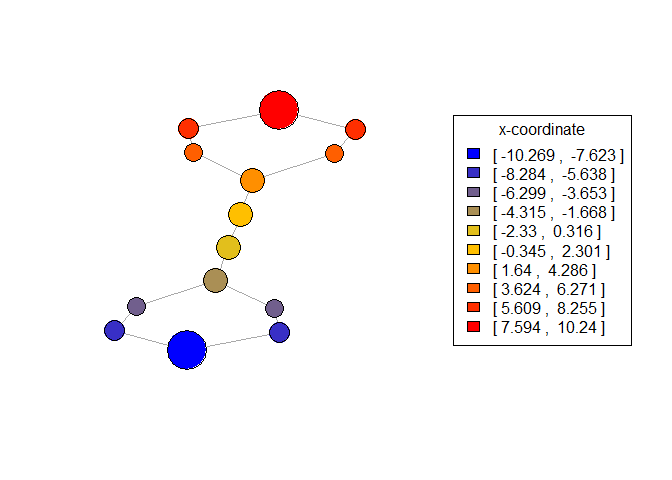 x-coordinate
[ -10.269 ,  -7.623 ]
[ -8.284 ,  -5.638 ]
[ -6.299 ,  -3.653 ]
[ -4.315 ,  -1.668 ]
[ -2.33 ,  0.316 ]
[ -0.345 ,  2.301 ]
[ 1.64 ,  4.286 ]
[ 3.624 ,  6.271 ]
[ 5.609 ,  8.255 ]
[ 7.594 ,  10.24 ]